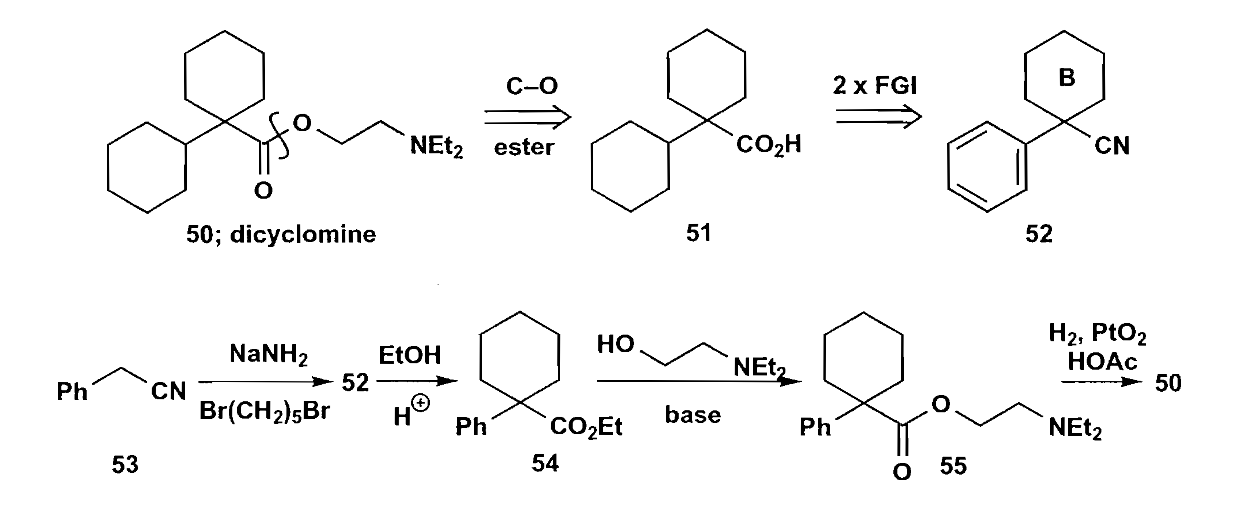 O
NEt2
O
50; dicyclomine
C–O
ester
CO2H
51
2 x FGI
B
CN
52
Ph
CN
53
NaNH2
Br(CH2)5Br
52
EtOH
H⊕
Ph
CO2Et
54
HO
NEt2
base
Ph
O
O
NEt2
55
H2, PtO2
HOAc
50